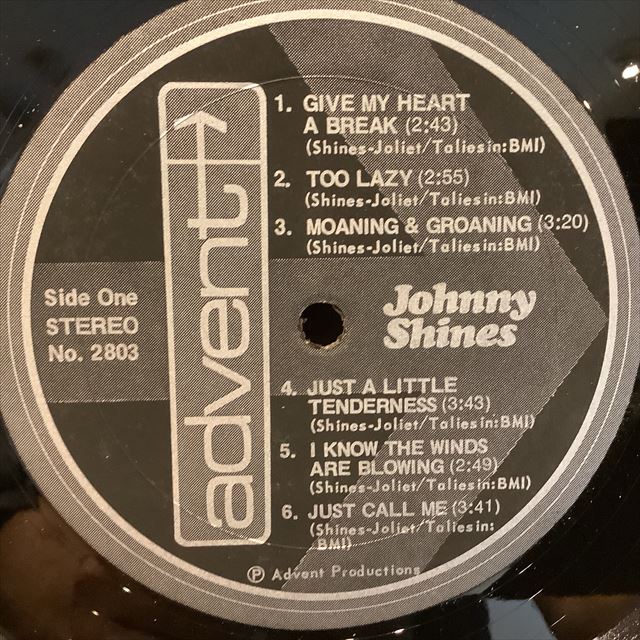 advent
1. GIVE MY HEART
A BREAK (2:43)
(Shines-Joliet/Taliesin:BMI)
2. TOO LAZY (2:55)
(Shines-Joliet/Taliesin:BMI)
3. MOANING & GROANING (3:20)
(Shines-Joliet/Taliesin:BMI)
Side One
STEREO
No. 2803
Johnny
Shines
4. JUST A LITTLE
TENDERNESS (3:43)
(Shines-Joliet/Taliesin:BMI)
5. I KNOW THE WINDS
ARE BLOWING (2:49)
(Shines-Joliet/Taliesin:BMI)
6. JUST CALL ME (3:41)
(Shines-Joliet/Taliesin:
BMI)
℗ Advent Productions